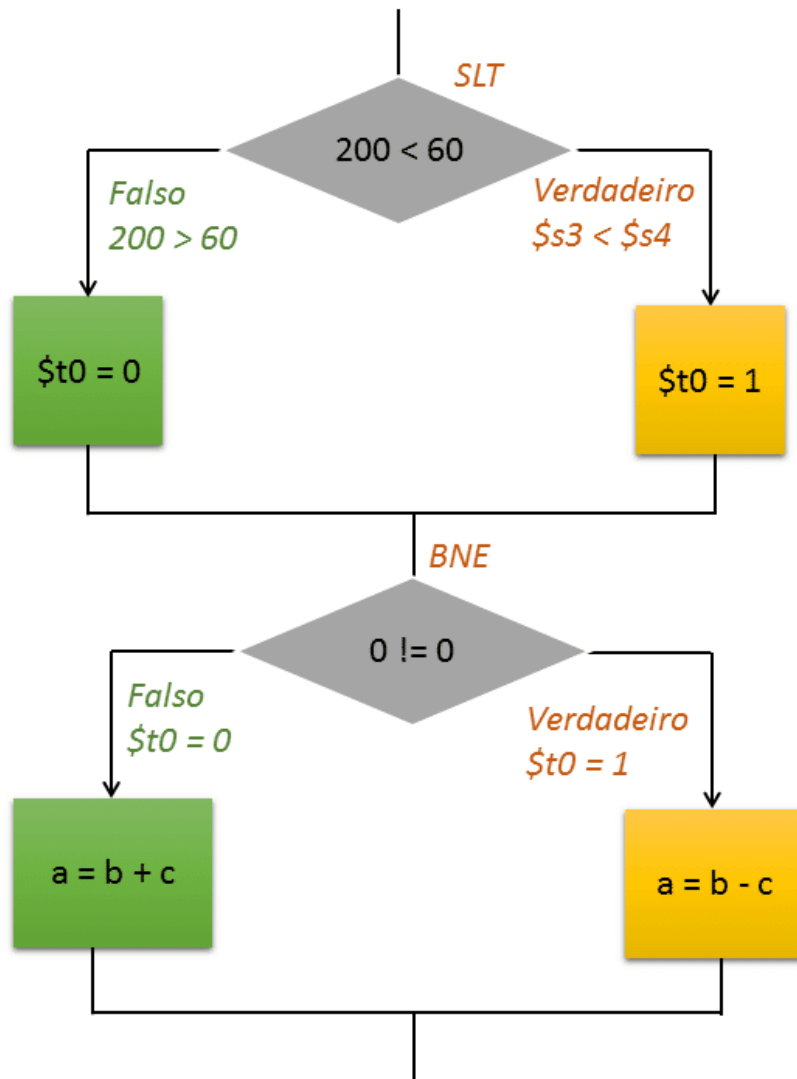 SLT
200 < 60
Falso
200 > 60
Verdadeiro
$s3 < $s4
$t0 = 0
$t0 = 1
BNE
0 != 0
Falso
$t0 = 0
Verdadeiro
$t0 = 1
a = b + c
a = b - c